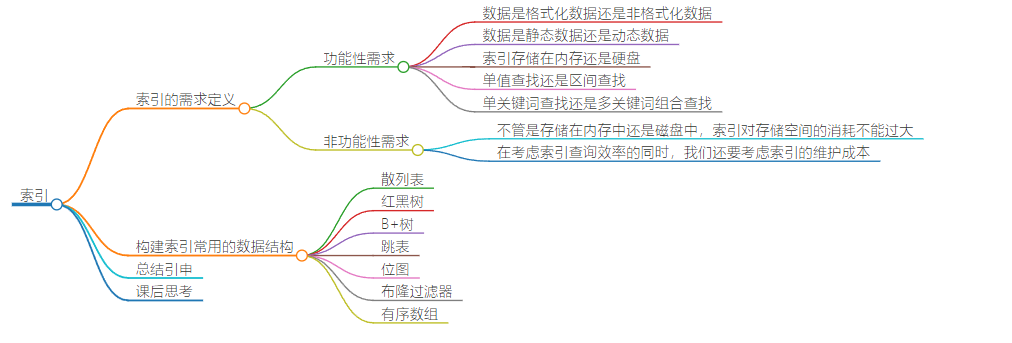 索引
索引的需求定义
功能性需求
数据是格式化数据还是非格式化数据
数据是静态数据还是动态数据
索引存储在内存还是硬盘
单值查找还是区间查找
单关键词查找还是多关键词组合查找
非功能性需求
不管是存储在内存中还是磁盘中，索引对存储空间的消耗不能过大
在考虑索引查询效率的同时，我们还要考虑索引的维护成本
构建索引常用的数据结构
散列表
红黑树
B+树
跳表
位图
布隆过滤器
有序数组
总结引申
课后思考